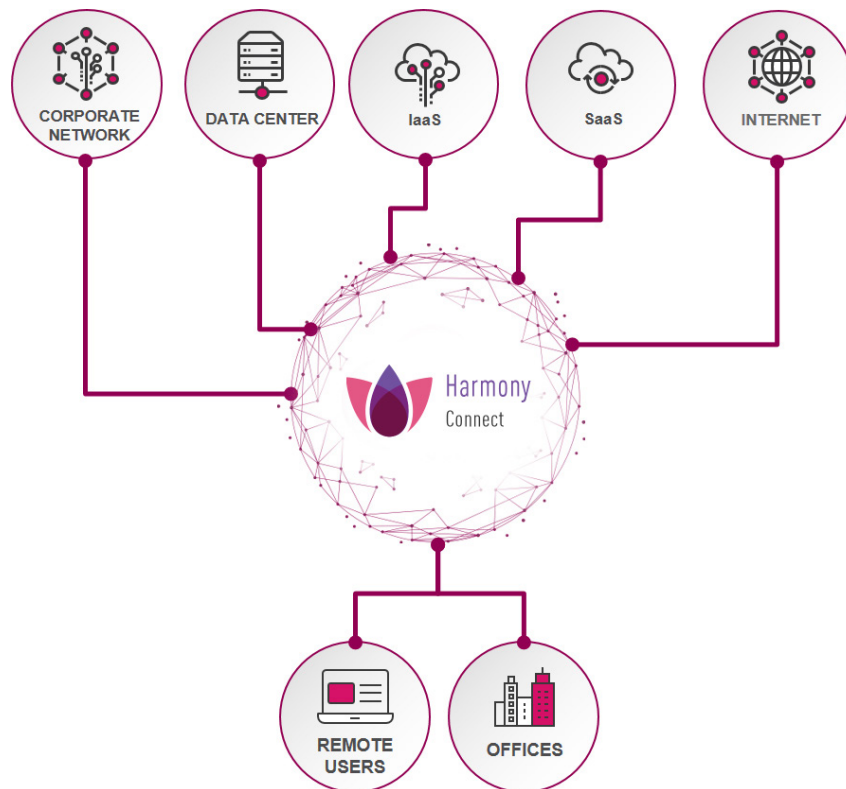 CORPORATE
NETWORK
DATA CENTER
IaaS
SaaS
INTERNET
Harmony
Connect
REMOTE
USERS
OFFICES